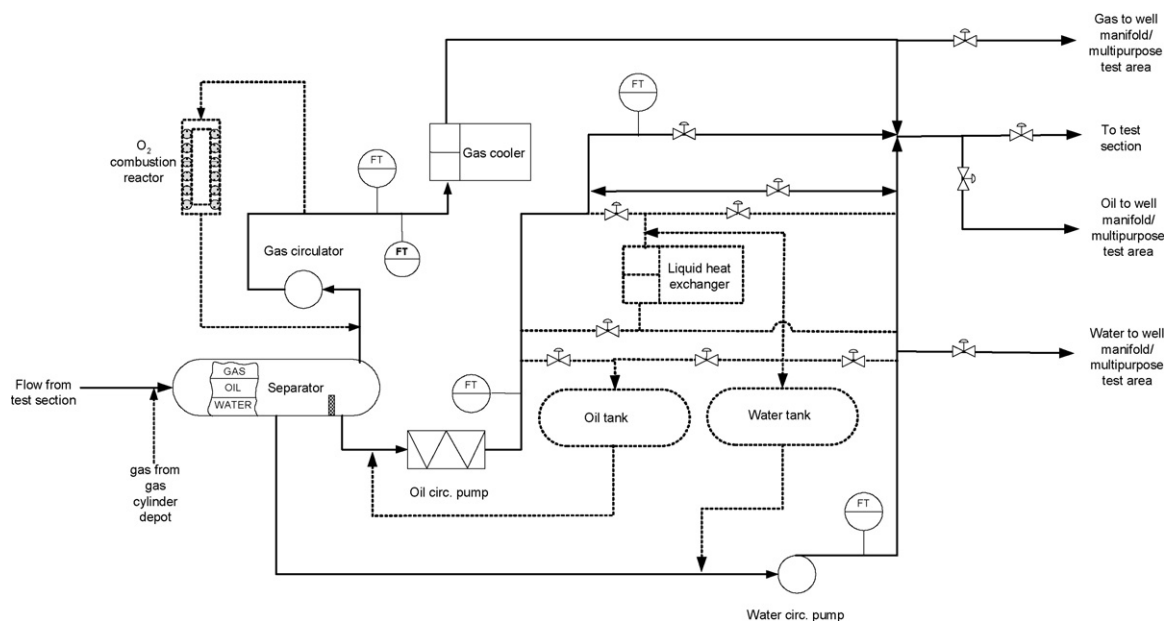 Gas to well
manifold/
multipurpose
test area
FT
O2
combustion
reactor
Gas cooler
To test
section
FT
FT
Oil to well
manifold/
multipurpose
test area
Gas circulator
Liquid heat
exchanger
Water to well
manifold/
multipurpose
test area
Flow from
test section
GAS
OIL
WATER
Separator
FT
Oil tank
Water tank
gas from
gas
cylinder
depot
Oil circ. pump
FT
Water circ. pump